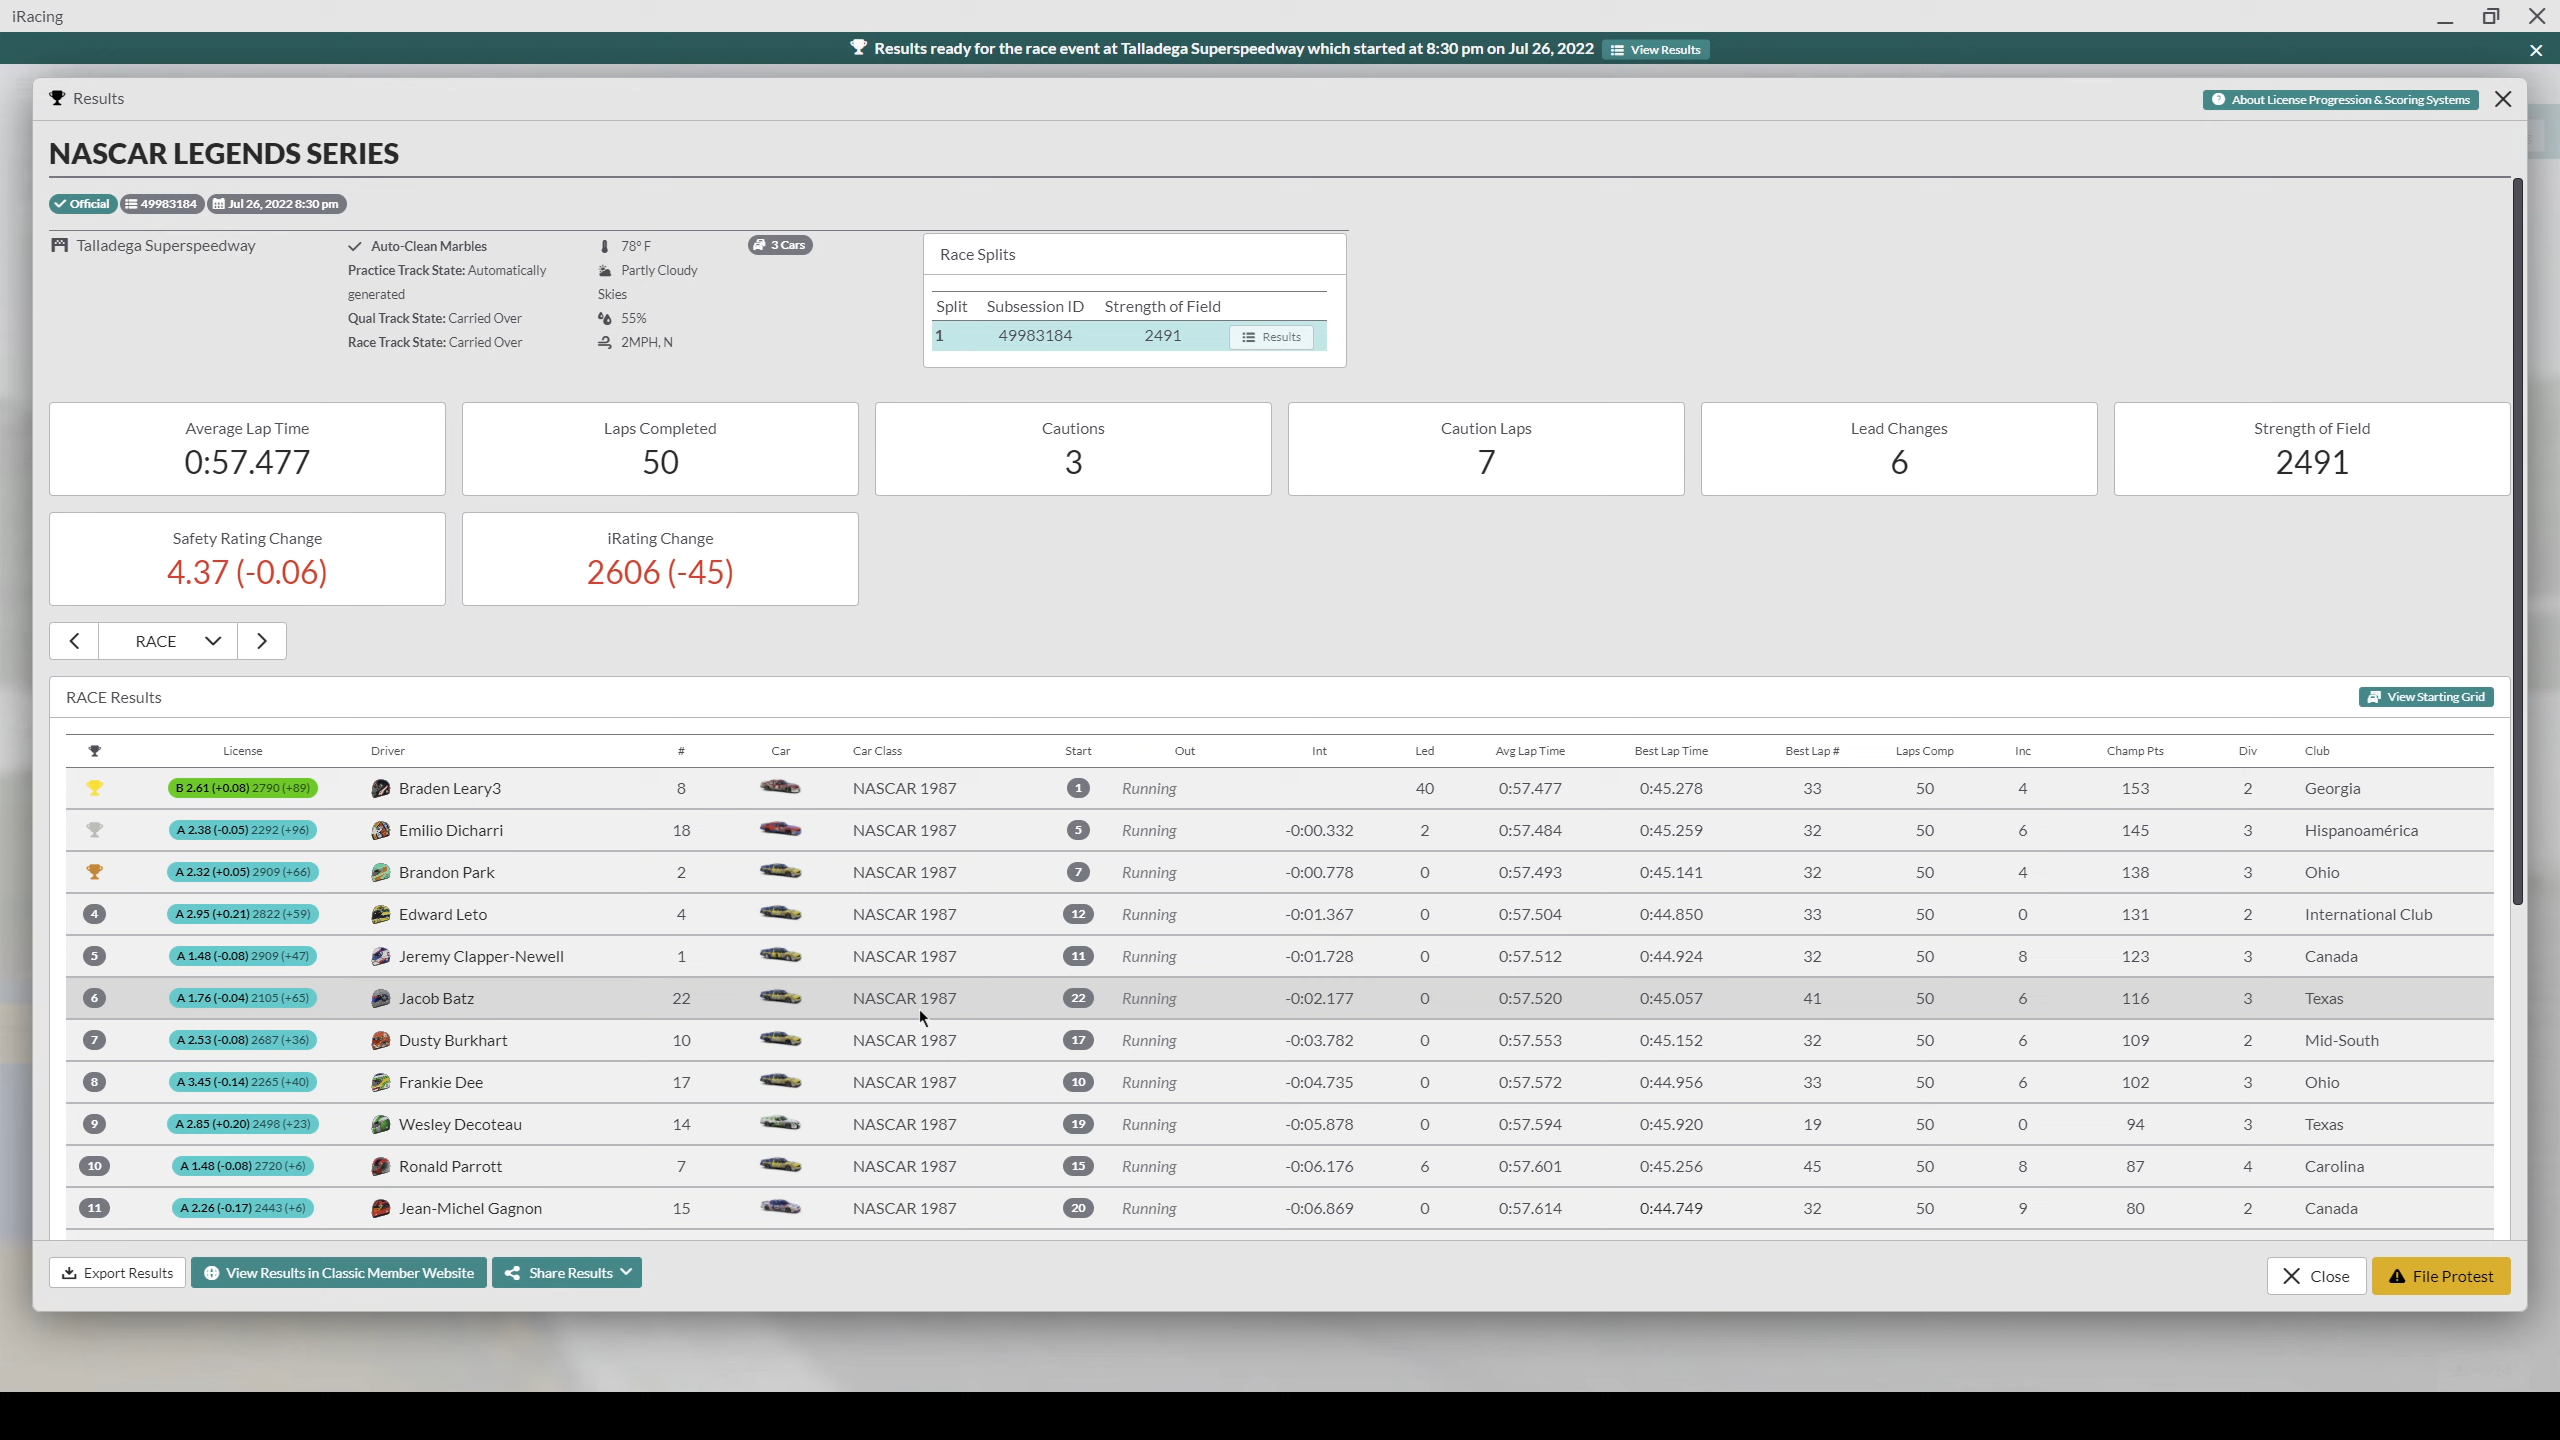 iRacing
Results ready for the race event at Talladega Superspeedway which started at 8:30 pm on Jul 26, 2022 View Results
Results
About License Progression & Scoring Systems
NASCAR LEGENDS SERIES
Official 49983184 Jul 26, 2022 8:30 pm
Talladega Superspeedway
Auto-Clean Marbles
Practice Track State: Automatically
generated
Qual Track State: Carried Over
Race Track State: Carried Over
78° F
Partly Cloudy
Skies
55%
2MPH, N
3 Cars
Race Splits
Split Subsession ID Strength of Field
1 49983184 2491 Results
Average Lap Time
0:57.477
Laps Completed
50
Cautions
3
Caution Laps
7
Lead Changes
6
Strength of Field
2491
Safety Rating Change
4.37 (-0.06)
iRating Change
2606 (-45)
RACE
RACE Results
View Starting Grid
License Driver # Car Car Class Start Out Int Led Avg Lap Time Best Lap Time Best Lap # Laps Comp Inc Champ Pts Div Club
B 2.61 (+0.08) 2790 (+89) Braden Leary3 8 NASCAR 1987 1 Running 40 0:57.477 0:45.278 33 50 4 153 2 Georgia
A 2.38 (-0.05) 2292 (+96) Emilio Dicharri 18 NASCAR 1987 5 Running -0:00.332 2 0:57.484 0:45.259 32 50 6 145 3 Hispanoamérica
A 2.32 (+0.05) 2909 (+66) Brandon Park 2 NASCAR 1987 7 Running -0:00.778 0 0:57.493 0:45.141 32 50 4 138 3 Ohio
4 A 2.95 (+0.21) 2822 (+59) Edward Leto 4 NASCAR 1987 12 Running -0:01.367 0 0:57.504 0:44.850 33 50 0 131 2 International Club
5 A 1.48 (-0.08) 2909 (+47) Jeremy Clapper-Newell 1 NASCAR 1987 11 Running -0:01.728 0 0:57.512 0:44.924 32 50 8 123 3 Canada
6 A 1.76 (-0.04) 2105 (+65) Jacob Batz 22 NASCAR 1987 22 Running -0:02.177 0 0:57.520 0:45.057 41 50 6 116 3 Texas
7 A 2.53 (-0.08) 2687 (+36) Dusty Burkhart 10 NASCAR 1987 17 Running -0:03.782 0 0:57.553 0:45.152 32 50 6 109 2 Mid-South
8 A 3.45 (-0.14) 2265 (+40) Frankie Dee 17 NASCAR 1987 10 Running -0:04.735 0 0:57.572 0:44.956 33 50 6 102 3 Ohio
9 A 2.85 (+0.20) 2498 (+23) Wesley Decoteau 14 NASCAR 1987 19 Running -0:05.878 0 0:57.594 0:45.920 19 50 0 94 3 Texas
10 A 1.48 (-0.08) 2720 (+6) Ronald Parrott 7 NASCAR 1987 15 Running -0:06.176 6 0:57.601 0:45.256 45 50 8 87 4 Carolina
11 A 2.26 (-0.17) 2443 (+6) Jean-Michel Gagnon 15 NASCAR 1987 20 Running -0:06.869 0 0:57.614 0:44.749 32 50 9 80 2 Canada
Export Results View Results in Classic Member Website Share Results Close File Protest